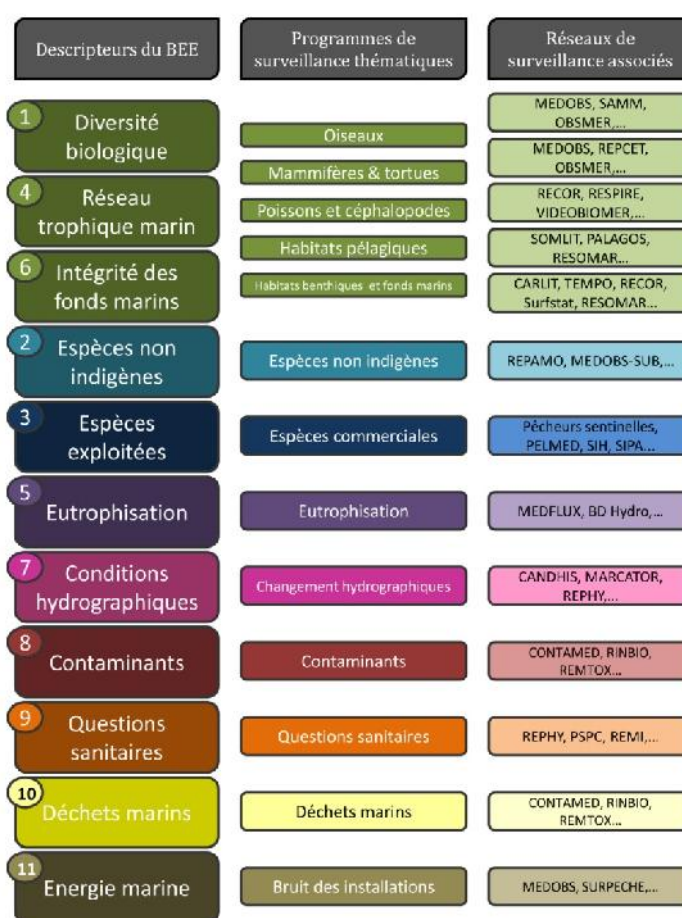 Descripteurs du BEE
Programmes de
surveillance thématiques
Réseaux de
surveillance associés
1
Diversité
biologique
4
Réseau
trophique marin
6
Intégrité des
fonds marins
Oiseaux
Mammifères & tortues
Poissons et céphalopodes
Habitats pélagiques
Habitats benthiques et fonds marins
MEDOBS, SAMM,
OBSMER,...
MEDOBS, REPCET,
OBSMER,...
RECOR, RESPIRE,
VIDEOBIOMER,...
SOMLIT, PALAGOS,
RESOMAR...
CARLIT, TEMPO, RECOR,
Surfstat, RESOMAR...
2
Espèces non
indigènes
Espèces non indigènes
REPAMO, MEDOBS-SUB,...
3
Espèces
exploitées
Espèces commerciales
Pêcheurs sentinelles,
PELMED, SIH, SIPA...
5
Eutrophisation
Eutrophisation
MEDFLUX, BD Hydro,...
7
Conditions
hydrographiques
Changement hydrographiques
CANDHIS, MARCATOR,
REPHY,...
8
Contaminants
Contaminants
CONTAMED, RINBIO,
REMTOX...
9
Questions
sanitaires
Questions sanitaires
REPHY, PSPC, REMI,...
10
Déchets marins
Déchets marins
CONTAMED, RINBIO,
REMTOX...
11
Energie marine
Bruit des installations
MEDOBS, SURPECHE,...